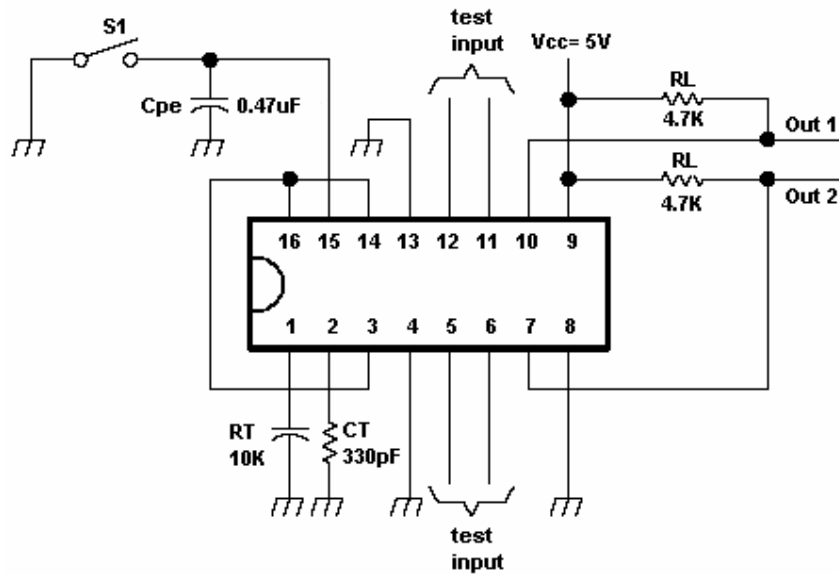 S1
test
input
Vcc= 5V
Cpe
0.47uF
RL
4.7K
Out 1
RL
4.7K
Out 2
16 15 14 13 12 11 10 9
1 2 3 4 5 6 7 8
RT
10K
CT
330pF
test
input